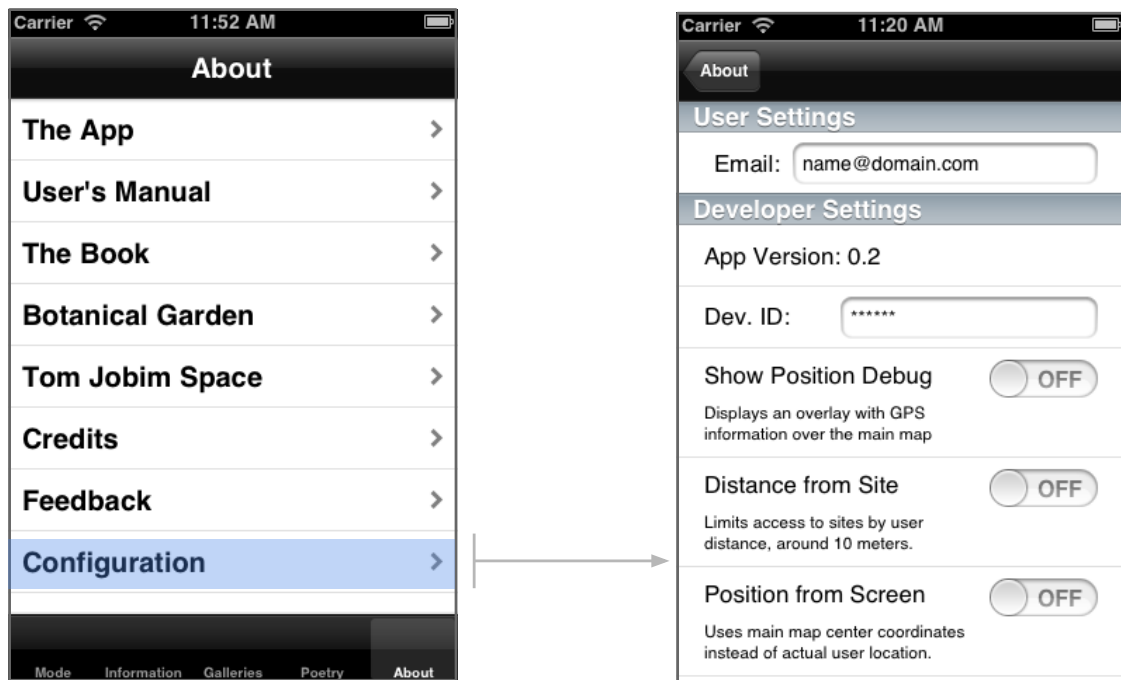 Carrier 11:52 AM
About
The App
User's Manual
The Book
Botanical Garden
Tom Jobim Space
Credits
Feedback
Configuration
Mode Information Galleries Poetry About
Carrier 11:20 AM
About
User Settings
Email: name@domain.com
Developer Settings
App Version: 0.2
Dev. ID: ******
Show Position Debug OFF
Displays an overlay with GPS
information over the main map
Distance from Site OFF
Limits access to sites by user
distance, around 10 meters.
Position from Screen OFF
Uses main map center coordinates
instead of actual user location.